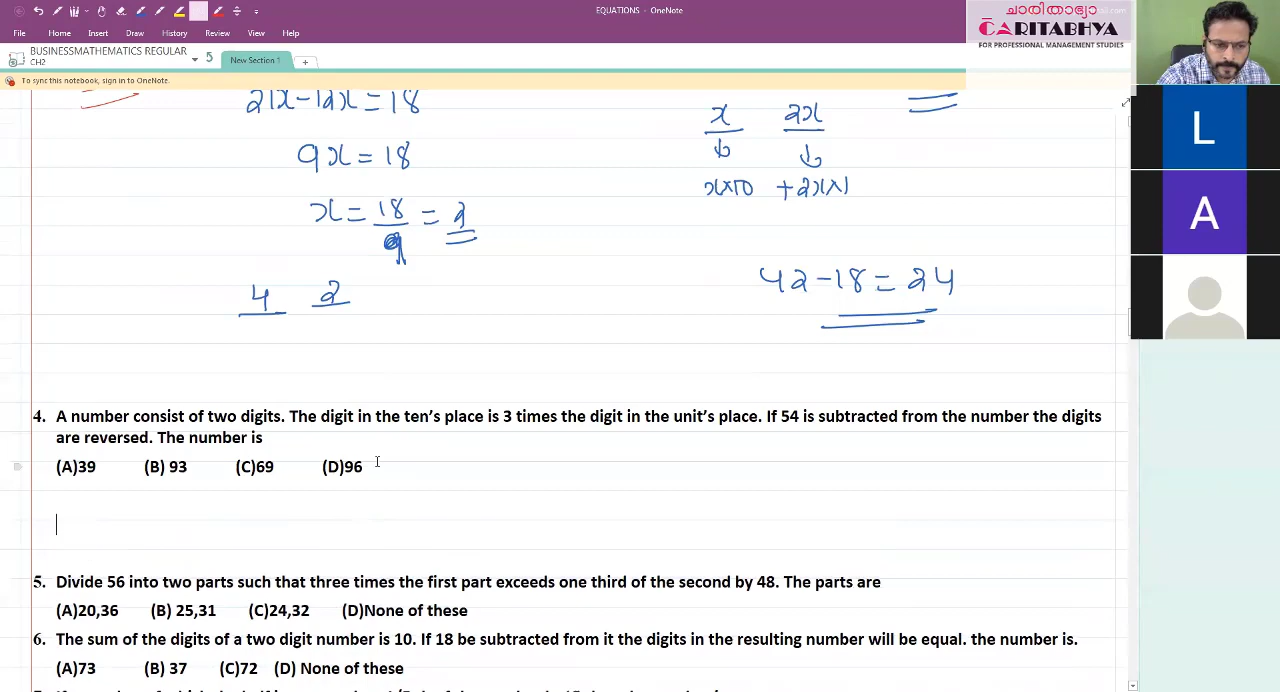 EQUATIONS - OneNote
ചാരിതാഭ്യാ
CARITABHYA
FOR PROFESSIONAL MANAGEMENT STUDIES
File Home Insert Draw History Review View Help
BUSINESSMATHEMATICS REGULAR
CH2
New Section 1
To sync this notebook, sign in to OneNote.
21x-12x=18
x 2x
9x=18
x×10 +2x×1
x=18/9=2
42-18=24
4 2
4. A number consist of two digits. The digit in the ten's place is 3 times the digit in the unit's place. If 54 is subtracted from the number the digits
are reversed. The number is
(A)39 (B) 93 (C)69 (D)96
5. Divide 56 into two parts such that three times the first part exceeds one third of the second by 48. The parts are
(A)20,36 (B) 25,31 (C)24,32 (D)None of these
6. The sum of the digits of a two digit number is 10. If 18 be subtracted from it the digits in the resulting number will be equal. the number is.
(A)73 (B) 37 (C)72 (D) None of these
L
A